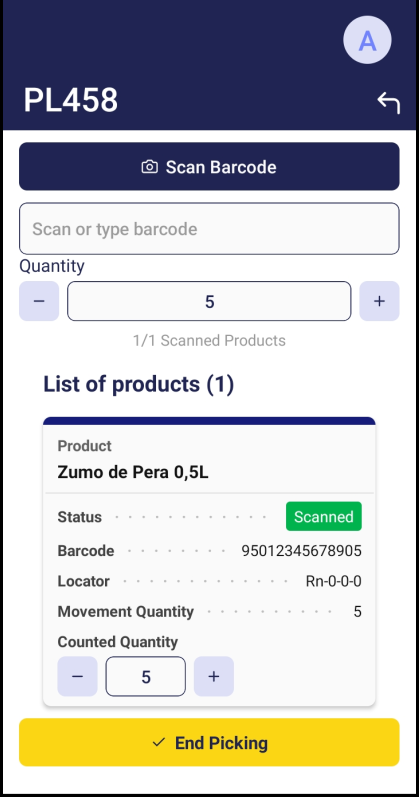 A
PL458
Scan Barcode
Scan or type barcode
Quantity
− 5 +
1/1 Scanned Products
List of products (1)
Product
Zumo de Pera 0,5L
Status Scanned
Barcode 95012345678905
Locator Rn-0-0-0
Movement Quantity 5
Counted Quantity
− 5 +
End Picking